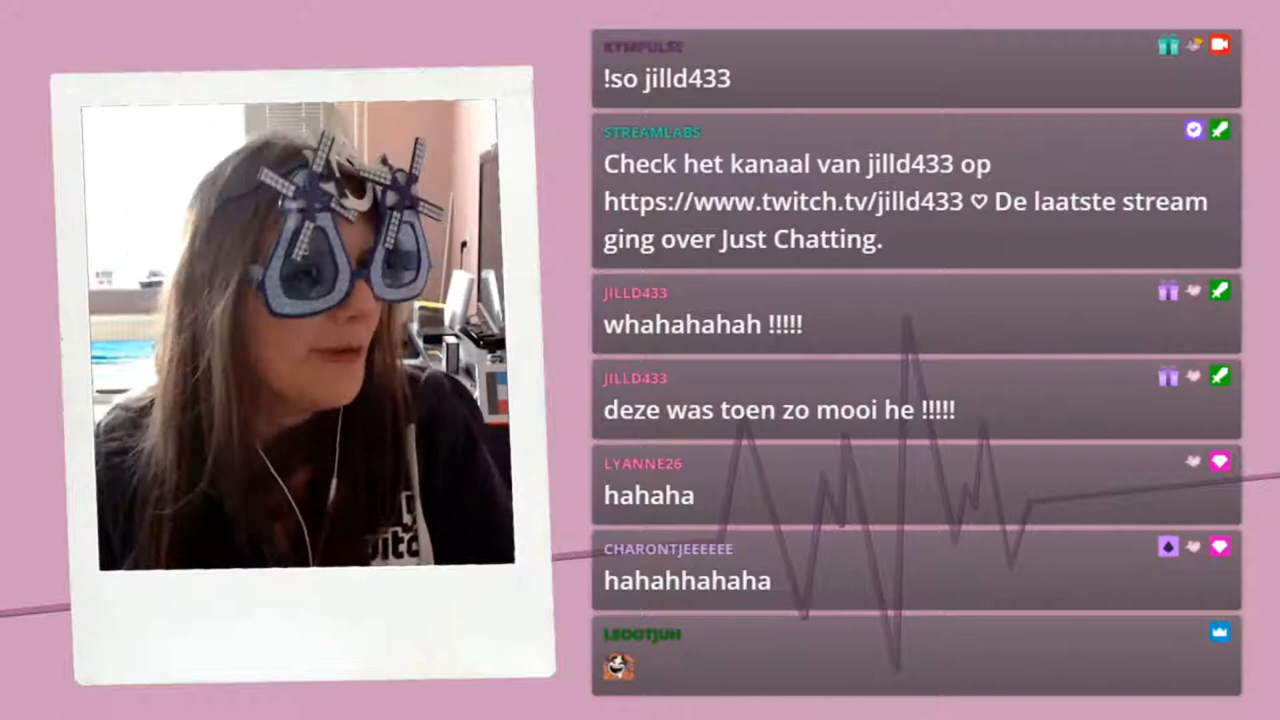 KYMPULSE
!so jilld433
STREAMLABS
Check het kanaal van jilld433 op
https://www.twitch.tv/jilld433 ♡ De laatste stream
ging over Just Chatting.
JILLD433
whahahahah !!!!!
JILLD433
deze was toen zo mooi he !!!!!
LYANNE26
hahaha
CHARONTJEEEEEE
hahahhahaha